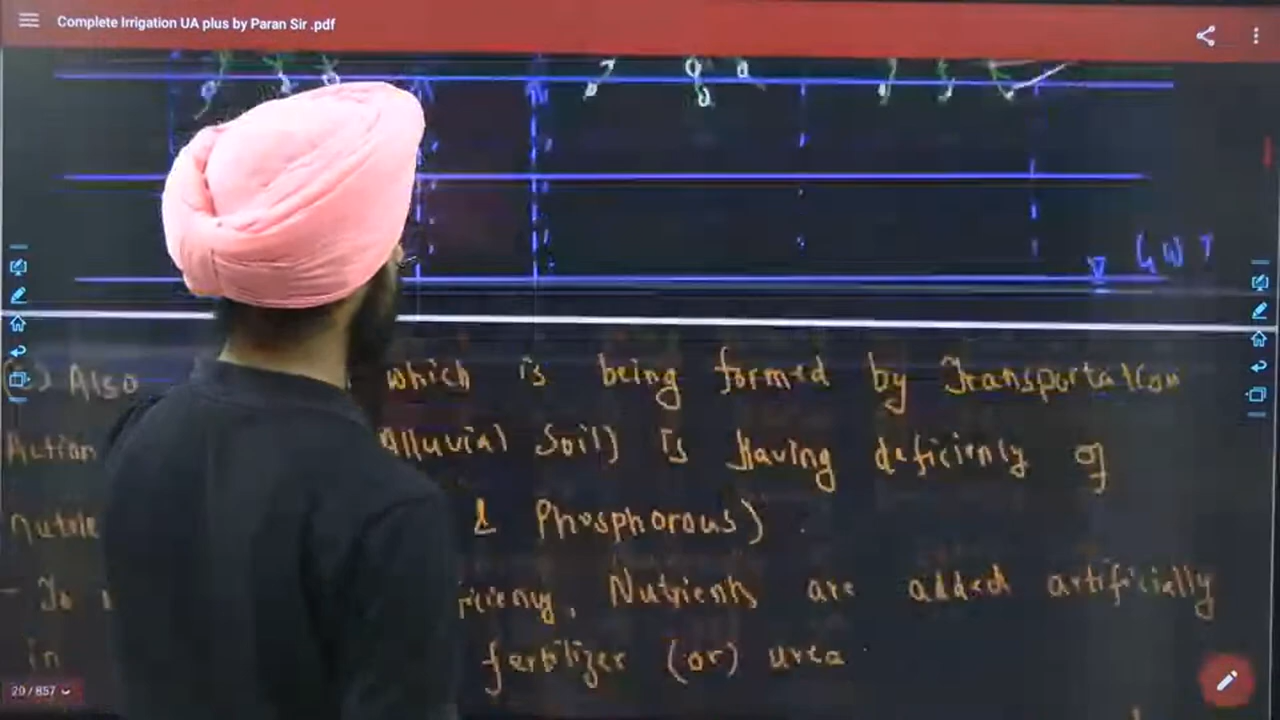 Complete Irrigation UA plus by Paran Sir .pdf
GWT
Also which is being formed by Transportation
Action Alluvial Soil) is Having deficiency of
& Phosphorous)
- To Nutrients are added artificially
in fertilizer (or) urea
20 / 857